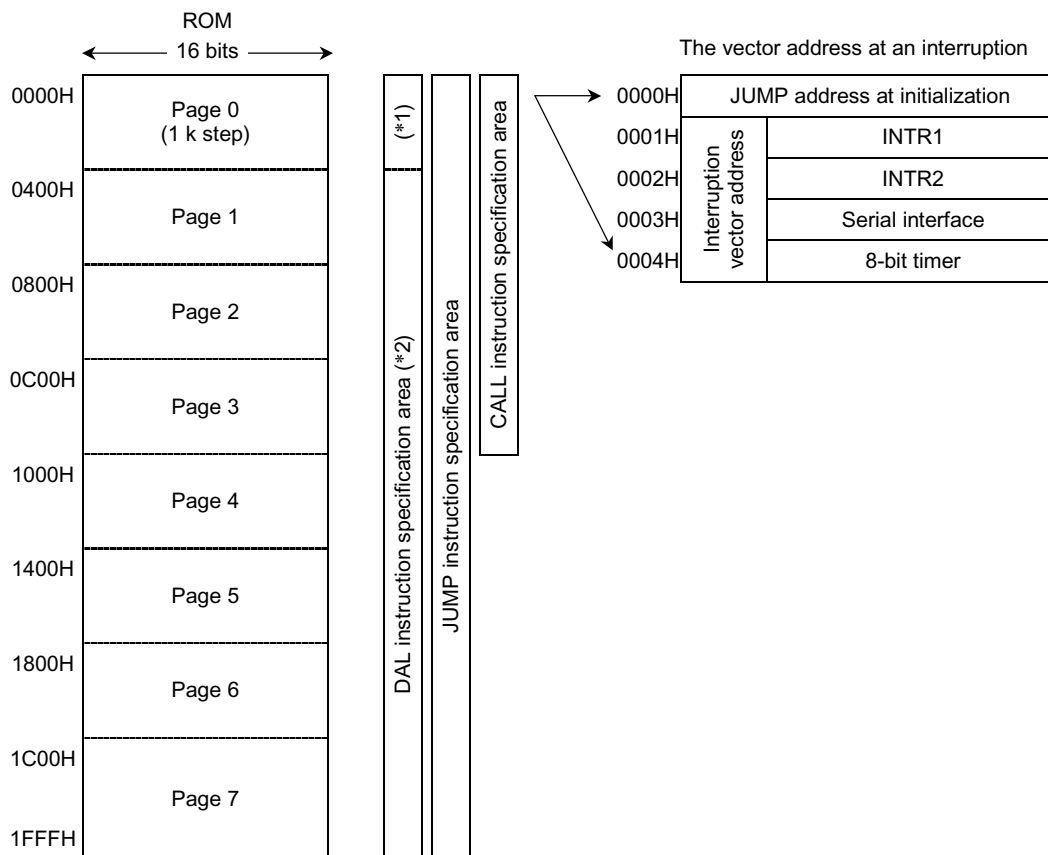 ROM
16 bits
0000H
Page 0
(1 k step)
0400H
Page 1
0800H
Page 2
0C00H
Page 3
1000H
Page 4
1400H
Page 5
1800H
Page 6
1C00H
Page 7
1FFFH
(*1)
DAL instruction specification area (*2)
JUMP instruction specification area
CALL instruction specification area
The vector address at an interruption
0000H
JUMP address at initialization
0001H
0002H
0003H
0004H
Interruption
vector address
INTR1
INTR2
Serial interface
8-bit timer